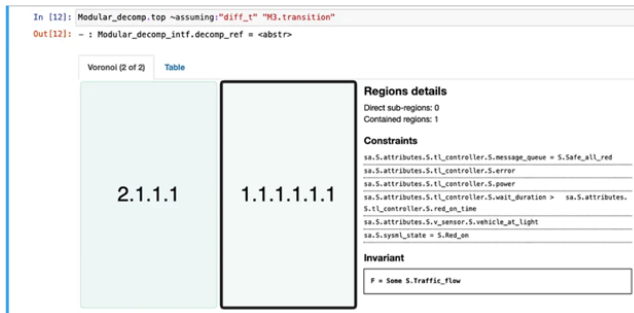 In [12]: Modular_decomp.top ~assuming:"diff_t" "M3.transition"
Out[12]: - : Modular_decomp_intf.decomp_ref = <abstr>
Voronoi (2 of 2) Table
2.1.1.1
1.1.1.1.1.1
Regions details
Direct sub-regions: 0
Contained regions: 1
Constraints
sa.S.attributes.S.tl_controller.S.message_queue = S.Safe_all_red
sa.S.attributes.S.tl_controller.S.error
sa.S.attributes.S.tl_controller.S.power
sa.S.attributes.S.tl_controller.S.wait_duration > sa.S.attributes.
S.tl_controller.S.red_on_time
sa.S.attributes.S.v_sensor.S.vehicle_at_light
sa.S.sysml_state = S.Red_on
Invariant
F = Some S.Traffic_flow